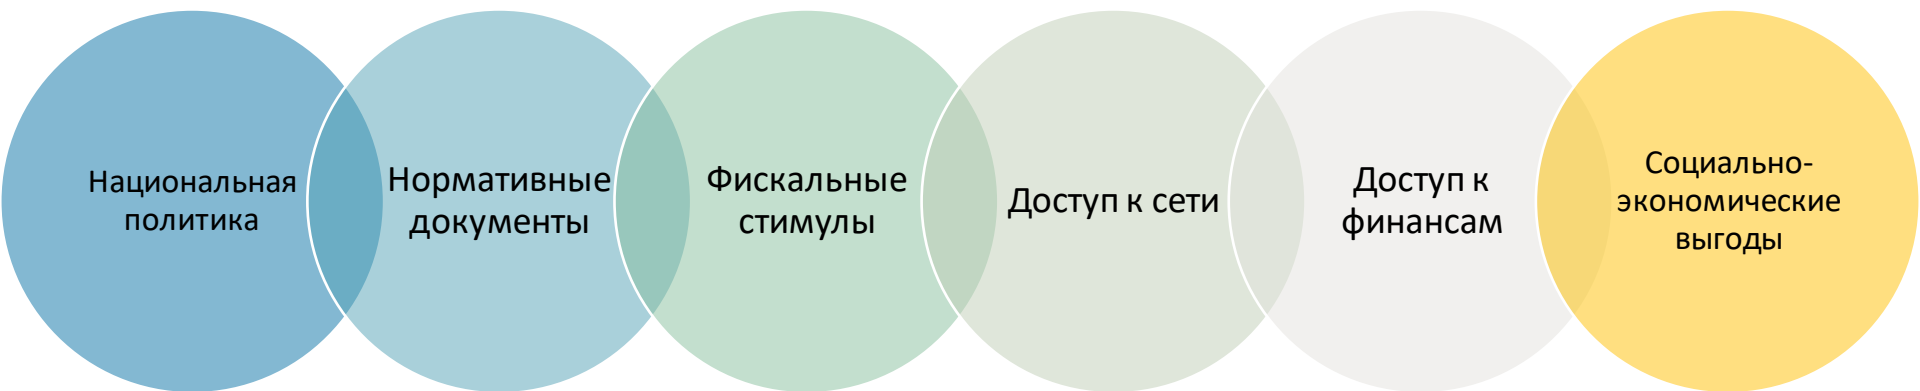 Национальная
политика
Нормативные
документы
Фискальные
стимулы
Доступ к сети
Доступ к
финансам
Социально-
экономические
выгоды